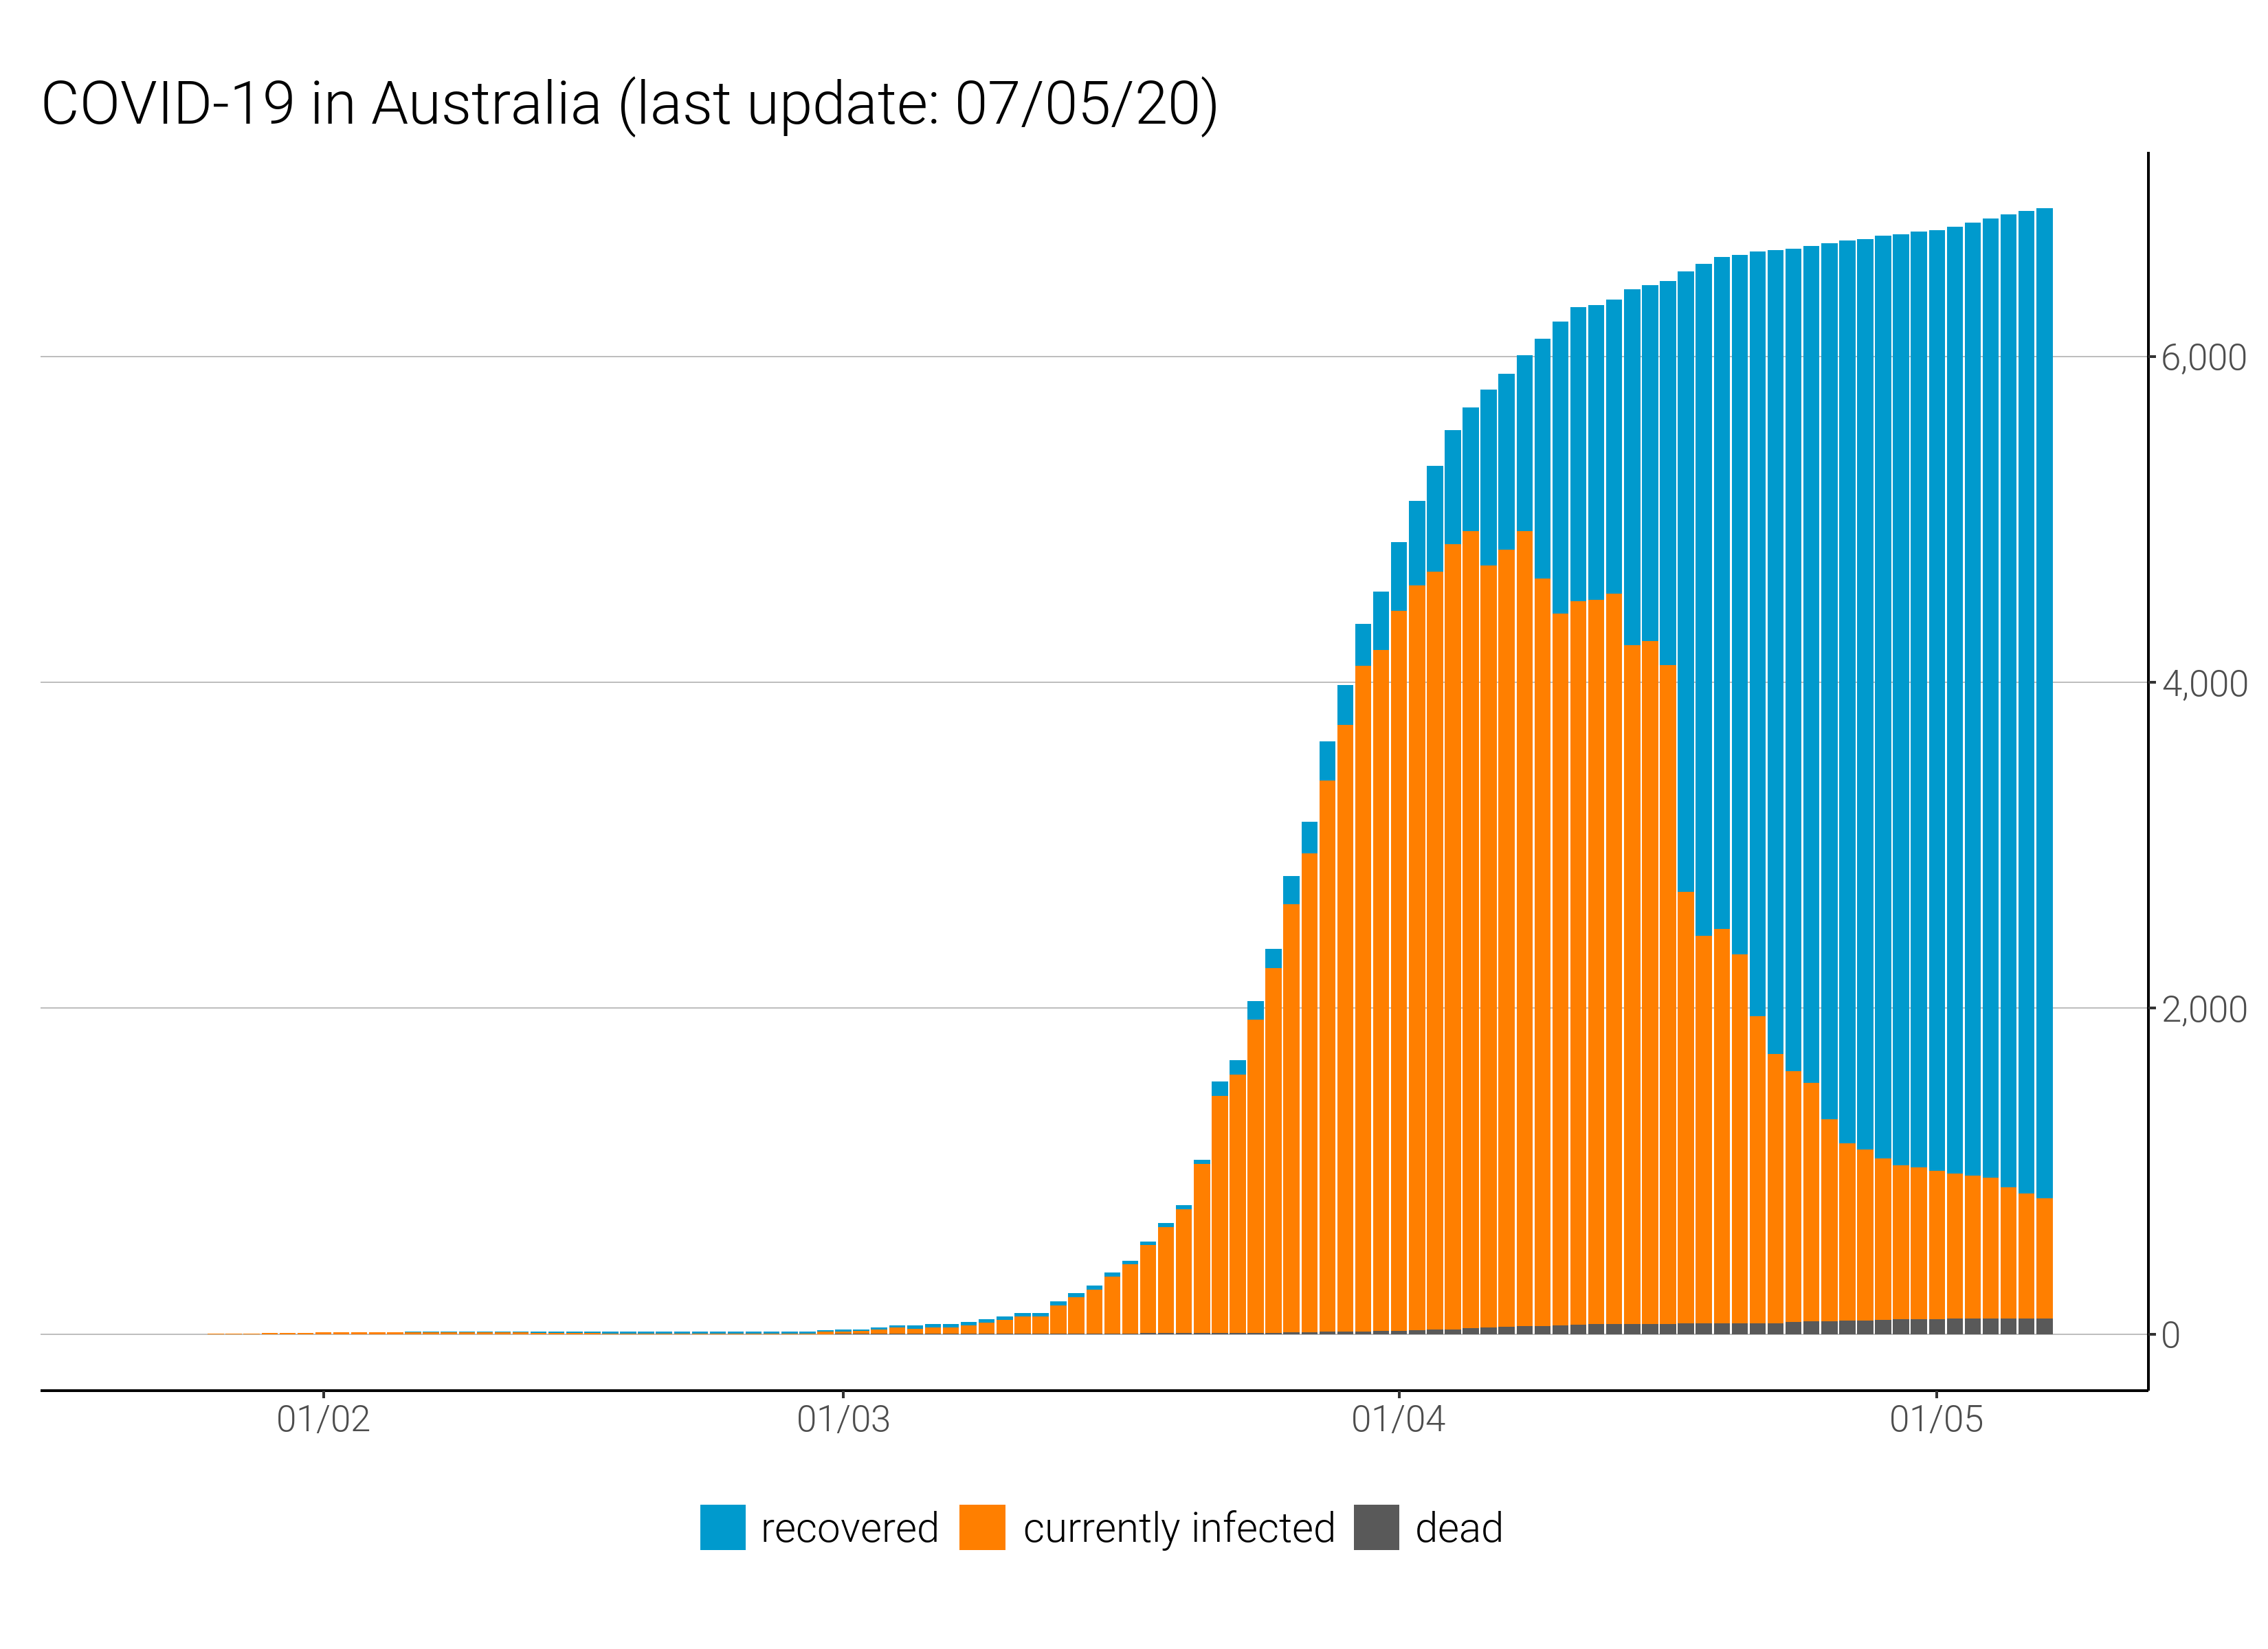 COVID-19 in Australia (last update: 07/05/20)
6,000
4,000
2,000
0
01/02 01/03 01/04 01/05
recovered currently infected dead